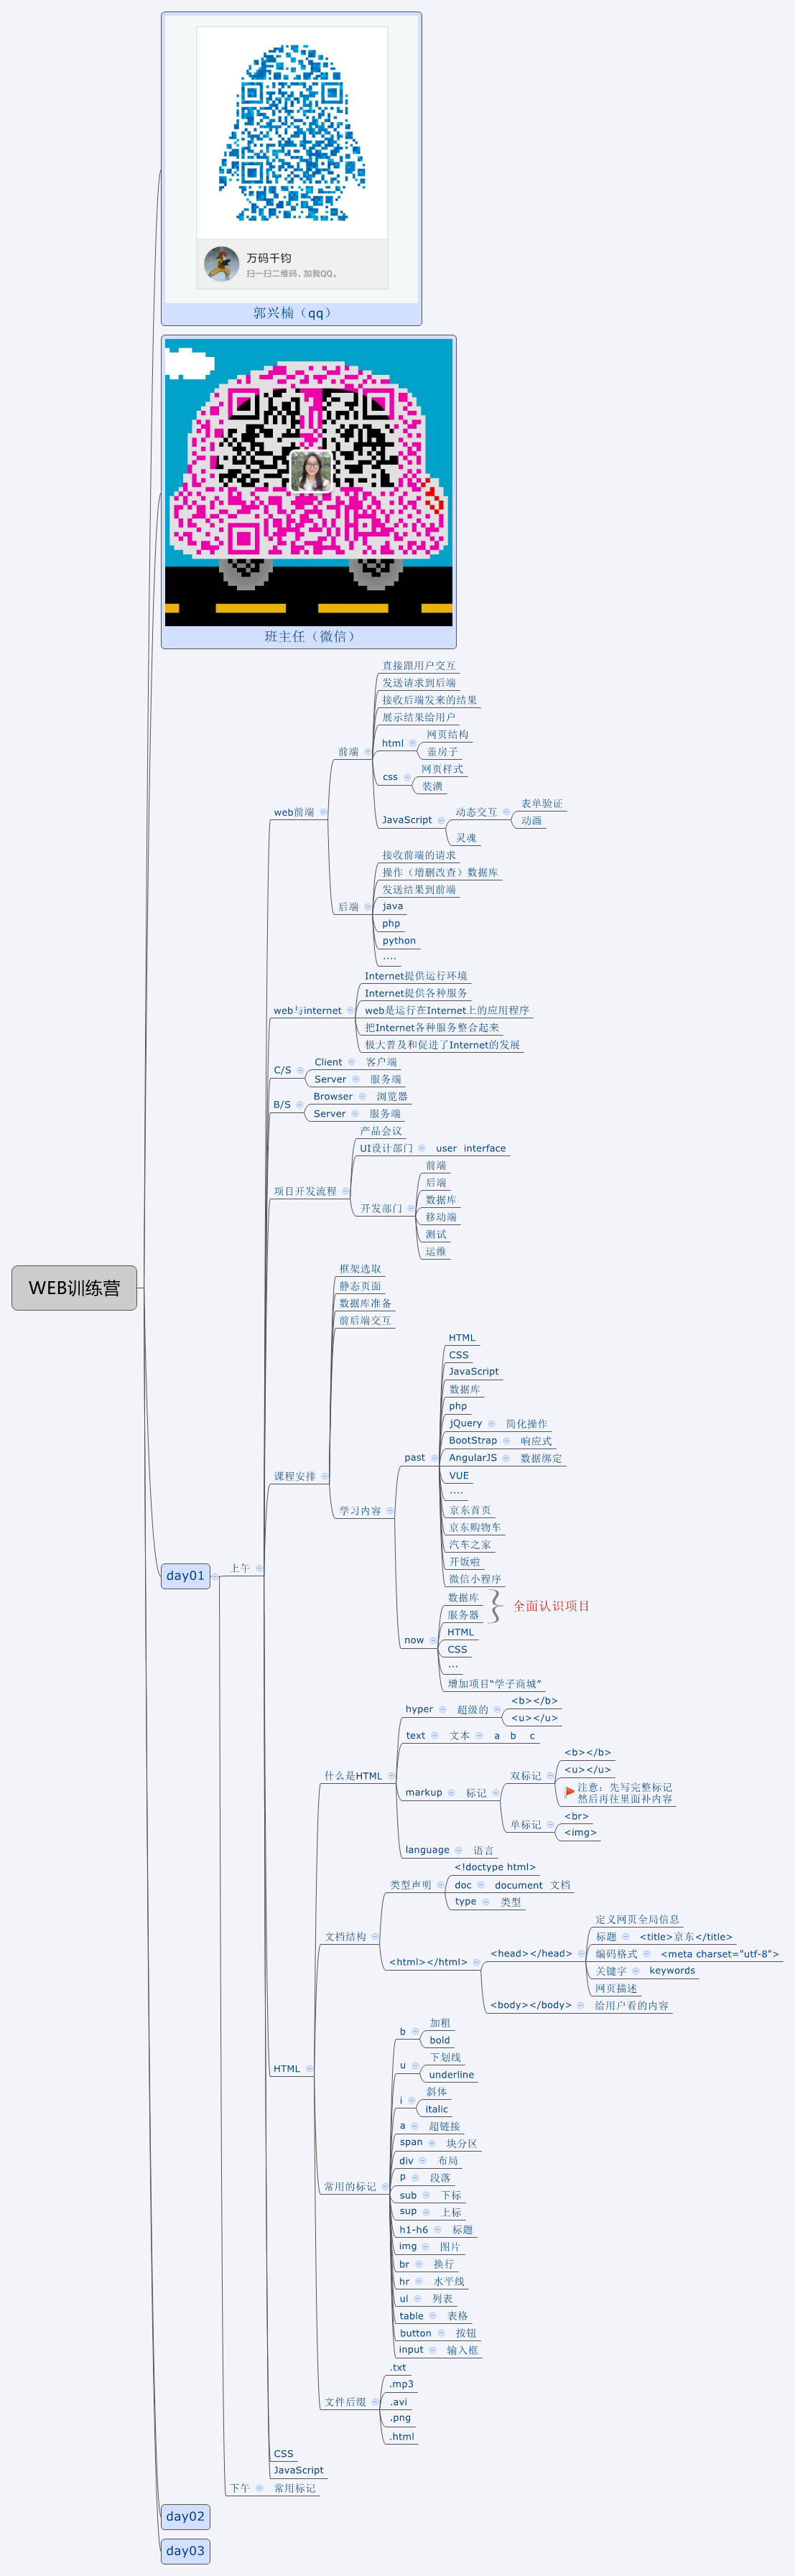 万码千钧
扫一扫二维码，加我QQ。
郭兴楠（qq）
班主任（微信）
WEB训练营
day01
上午
web前端
前端
直接跟用户交互
发送请求到后端
接收后端发来的结果
展示结果给用户
html
网页结构
盖房子
css
网页样式
装潢
JavaScript
动态交互
表单验证
动画
灵魂
后端
接收前端的请求
操作（增删改查）数据库
发送结果到前端
java
php
python
....
web与internet
Internet提供运行环境
Internet提供各种服务
web是运行在Internet上的应用程序
把Internet各种服务整合起来
极大普及和促进了Internet的发展
C/S
Client 客户端
Server 服务端
B/S
Browser 浏览器
Server 服务端
项目开发流程
产品会议
UI设计部门 user interface
开发部门
前端
后端
数据库
移动端
测试
运维
课程安排
框架选取
静态页面
数据库准备
前后端交互
学习内容
past
HTML
CSS
JavaScript
数据库
php
jQuery 简化操作
BootStrap 响应式
AngularJS 数据绑定
VUE
....
京东首页
京东购物车
汽车之家
开饭啦
微信小程序
now
数据库
服务器
全面认识项目
HTML
CSS
...
增加项目“学子商城”
HTML
什么是HTML
hyper 超级的
<b></b>
<u></u>
text 文本 a b c
markup 标记
双标记
<b></b>
<u></u>
注意：先写完整标记
然后再往里面补内容
单标记
<br>
<img>
language 语言
文档结构
类型声明
<!doctype html>
doc document 文档
type 类型
<html></html>
<head></head>
定义网页全局信息
标题 <title>京东</title>
编码格式 <meta charset="utf-8">
关键字 keywords
网页描述
<body></body> 给用户看的内容
常用的标记
b
加粗
bold
u
下划线
underline
i
斜体
italic
a 超链接
span 块分区
div 布局
p 段落
sub 下标
sup 上标
h1-h6 标题
img 图片
br 换行
hr 水平线
ul 列表
table 表格
button 按钮
input 输入框
文件后缀
.txt
.mp3
.avi
.png
.html
CSS
JavaScript
下午 常用标记
day02
day03